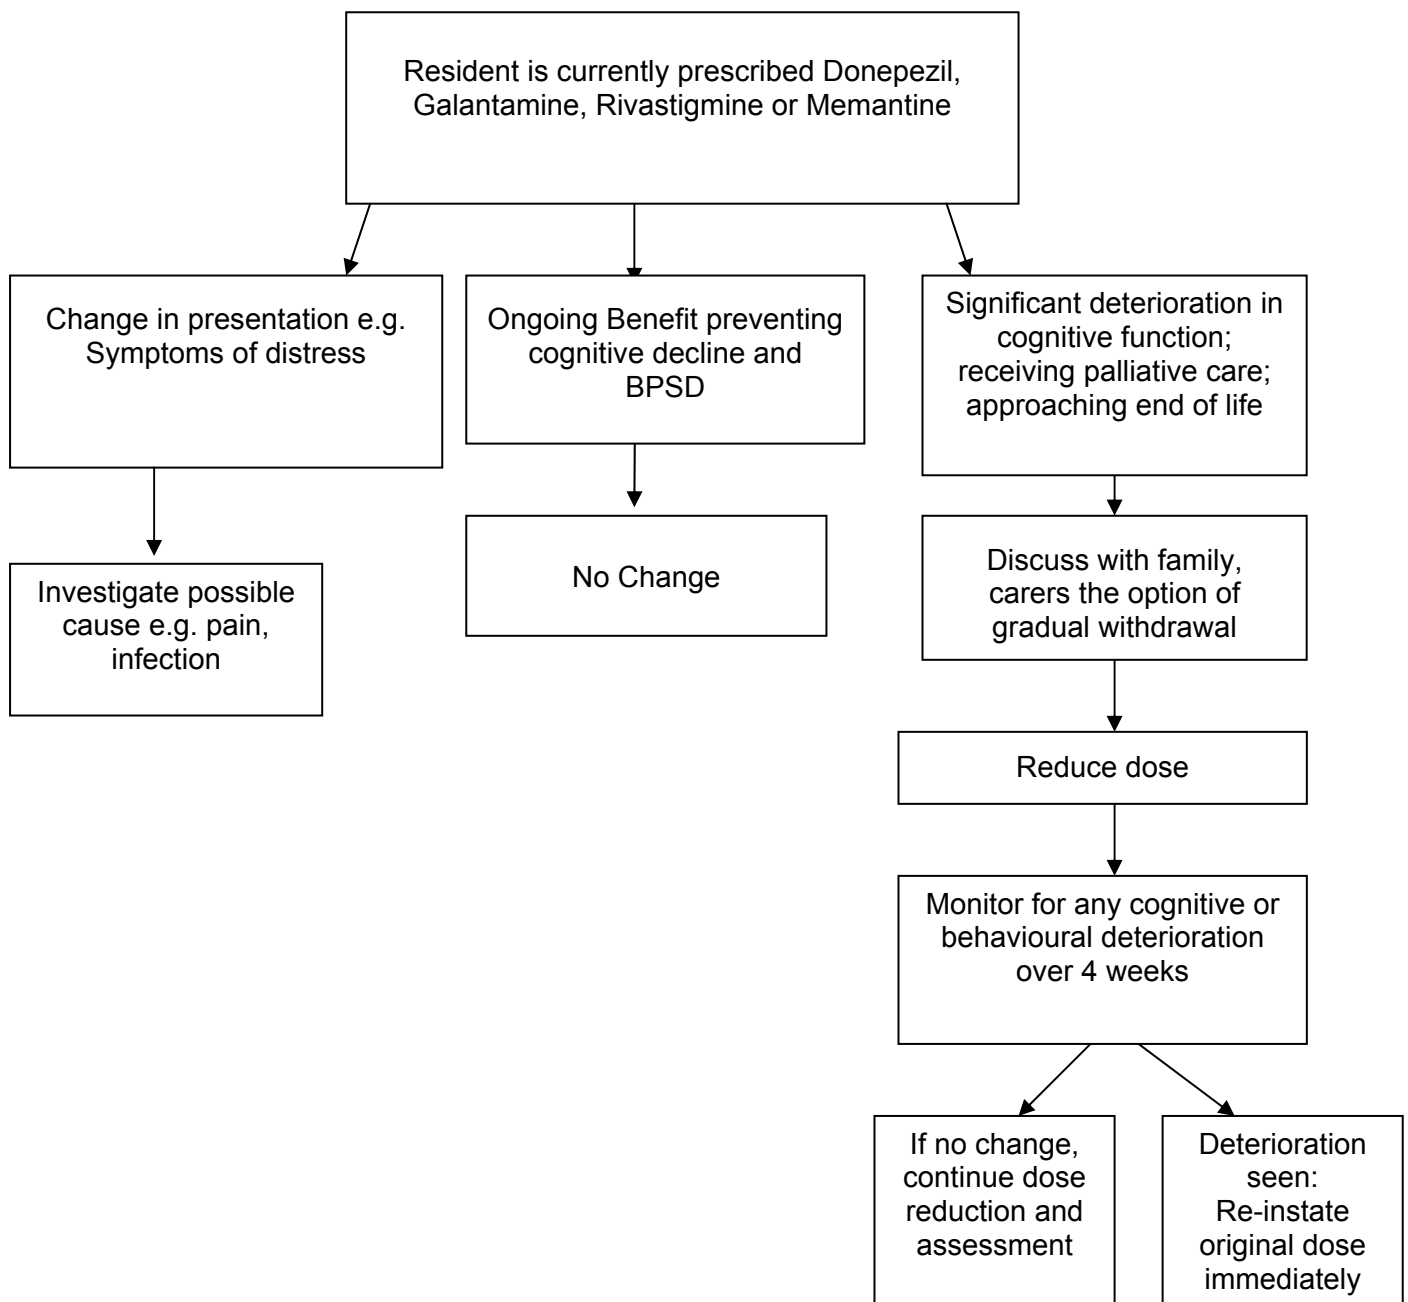 Resident is currently prescribed Donepezil,
Galantamine, Rivastigmine or Memantine
Change in presentation e.g.
Symptoms of distress
Ongoing Benefit preventing
cognitive decline and
BPSD
Significant deterioration in
cognitive function;
receiving palliative care;
approaching end of life
Investigate possible
cause e.g. pain,
infection
No Change
Discuss with family,
carers the option of
gradual withdrawal
Reduce dose
Monitor for any cognitive or
behavioural deterioration
over 4 weeks
If no change,
continue dose
reduction and
assessment
Deterioration
seen:
Re-instate
original dose
immediately